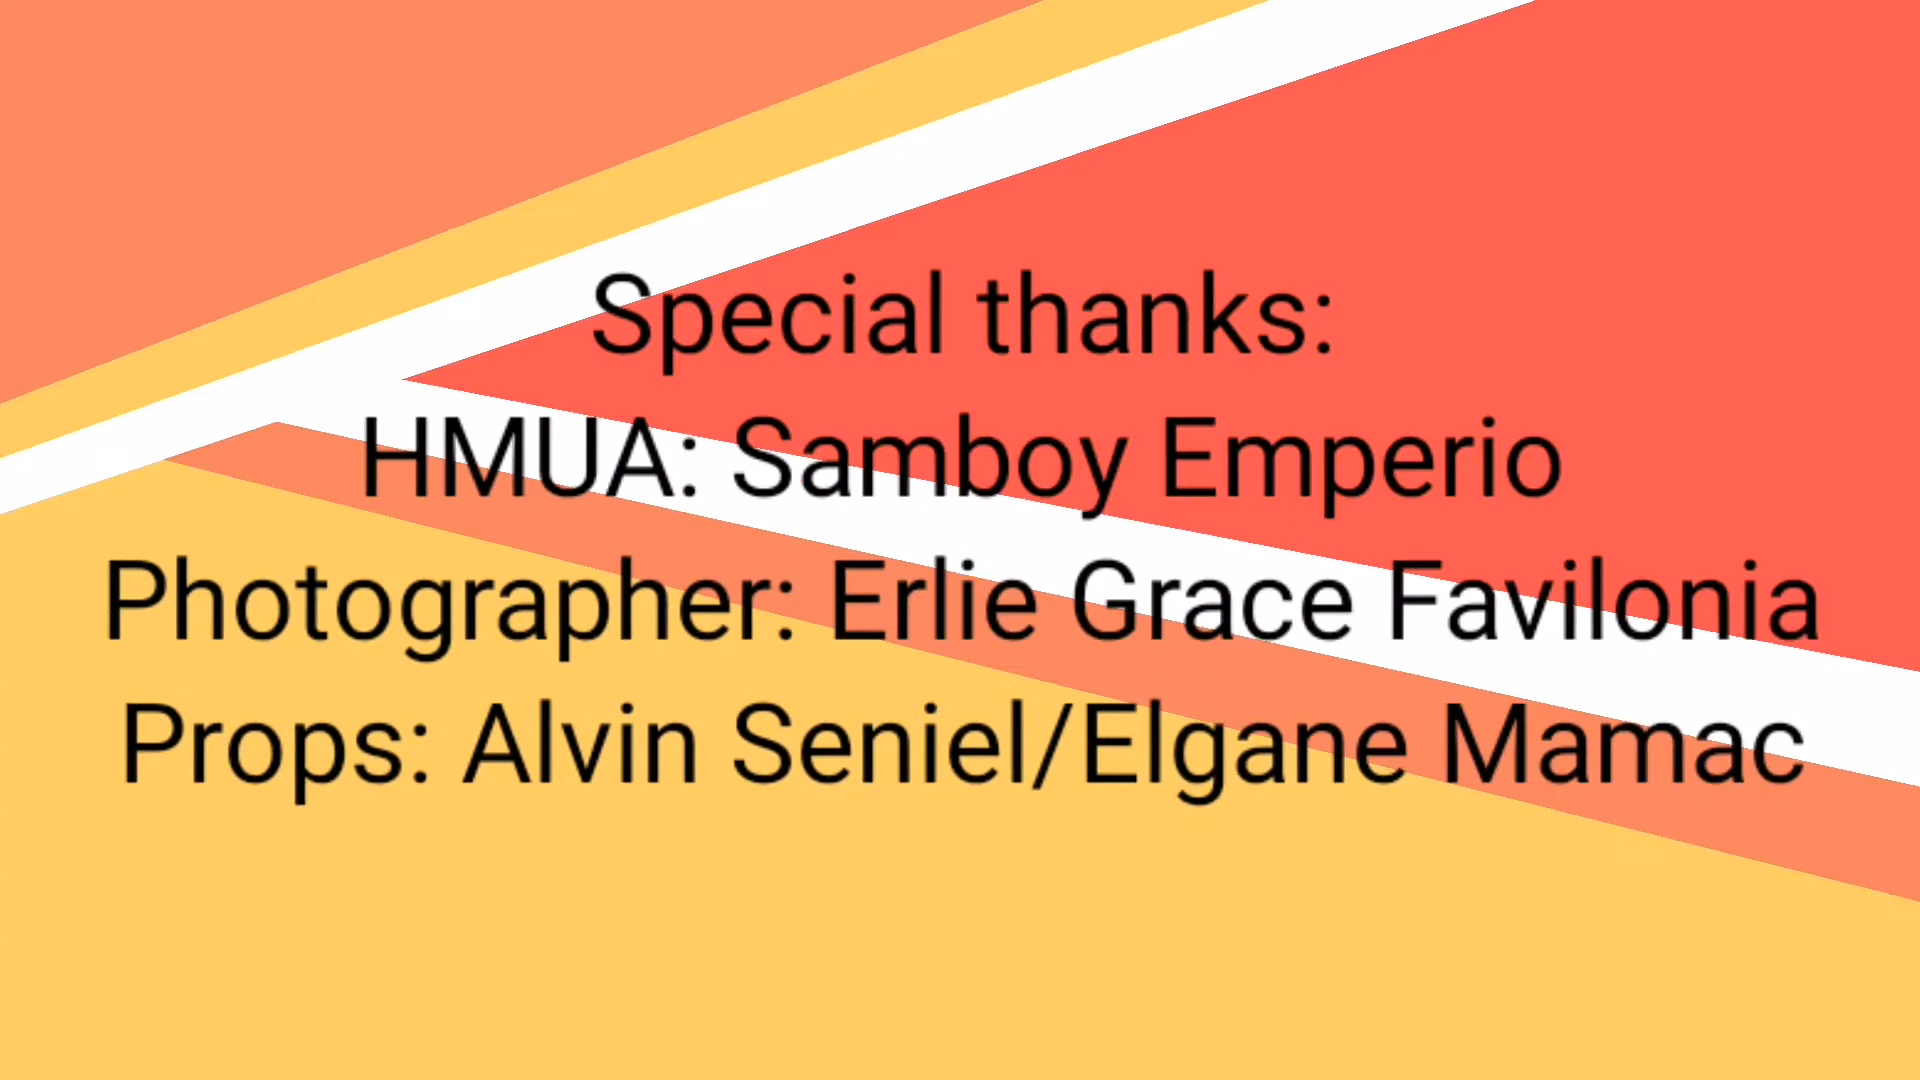 Special thanks:
HMUA: Samboy Emperio
Photographer: Erlie Grace Favilonia
Props: Alvin Seniel/Elgane Mamac